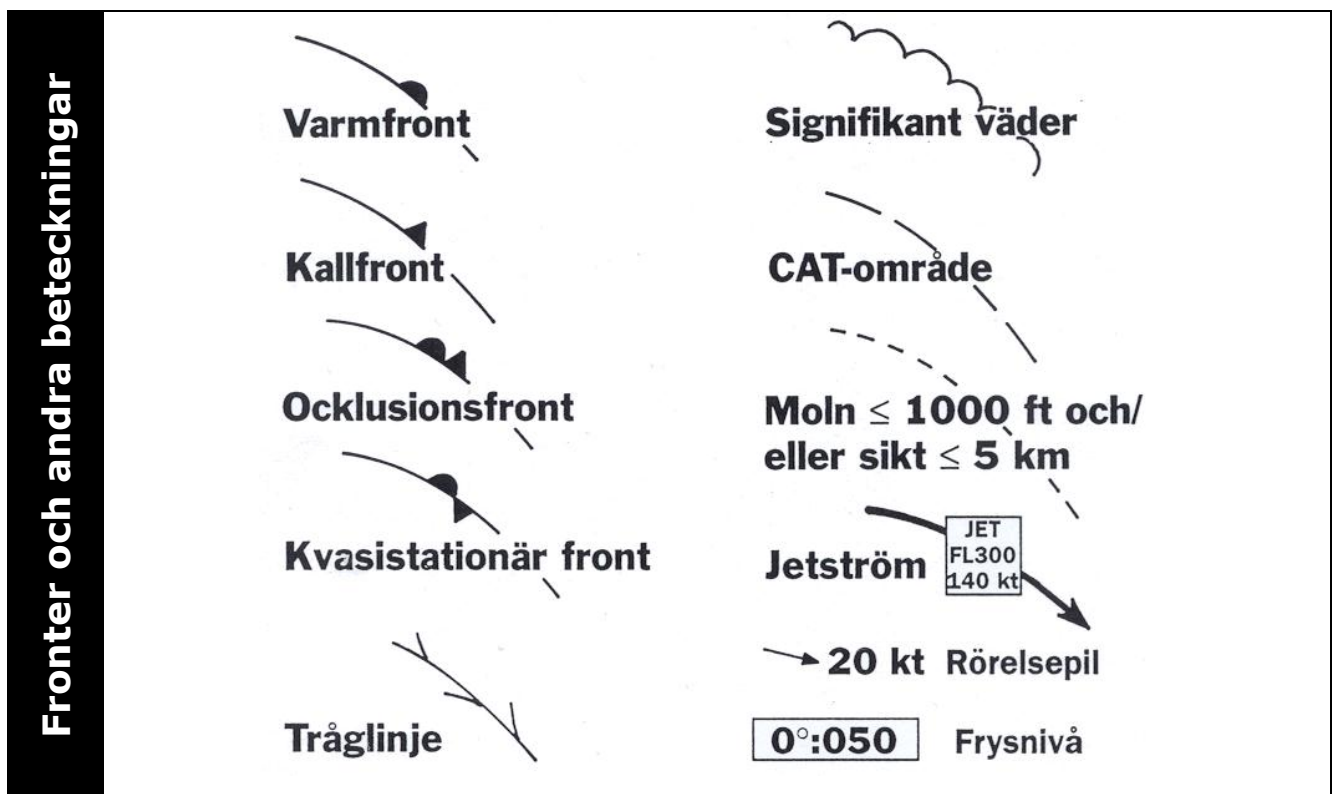 Fronter och andra beteckningar
Varmfront
Kallfront
Ocklusionsfront
Kvasistationär front
Tråglinje
Signifikant väder
CAT-område
Moln ≤ 1000 ft och/
eller sikt ≤ 5 km
Jetström
JET
FL300
140 kt
20 kt Rörelsepil
0°:050 Frysnivå